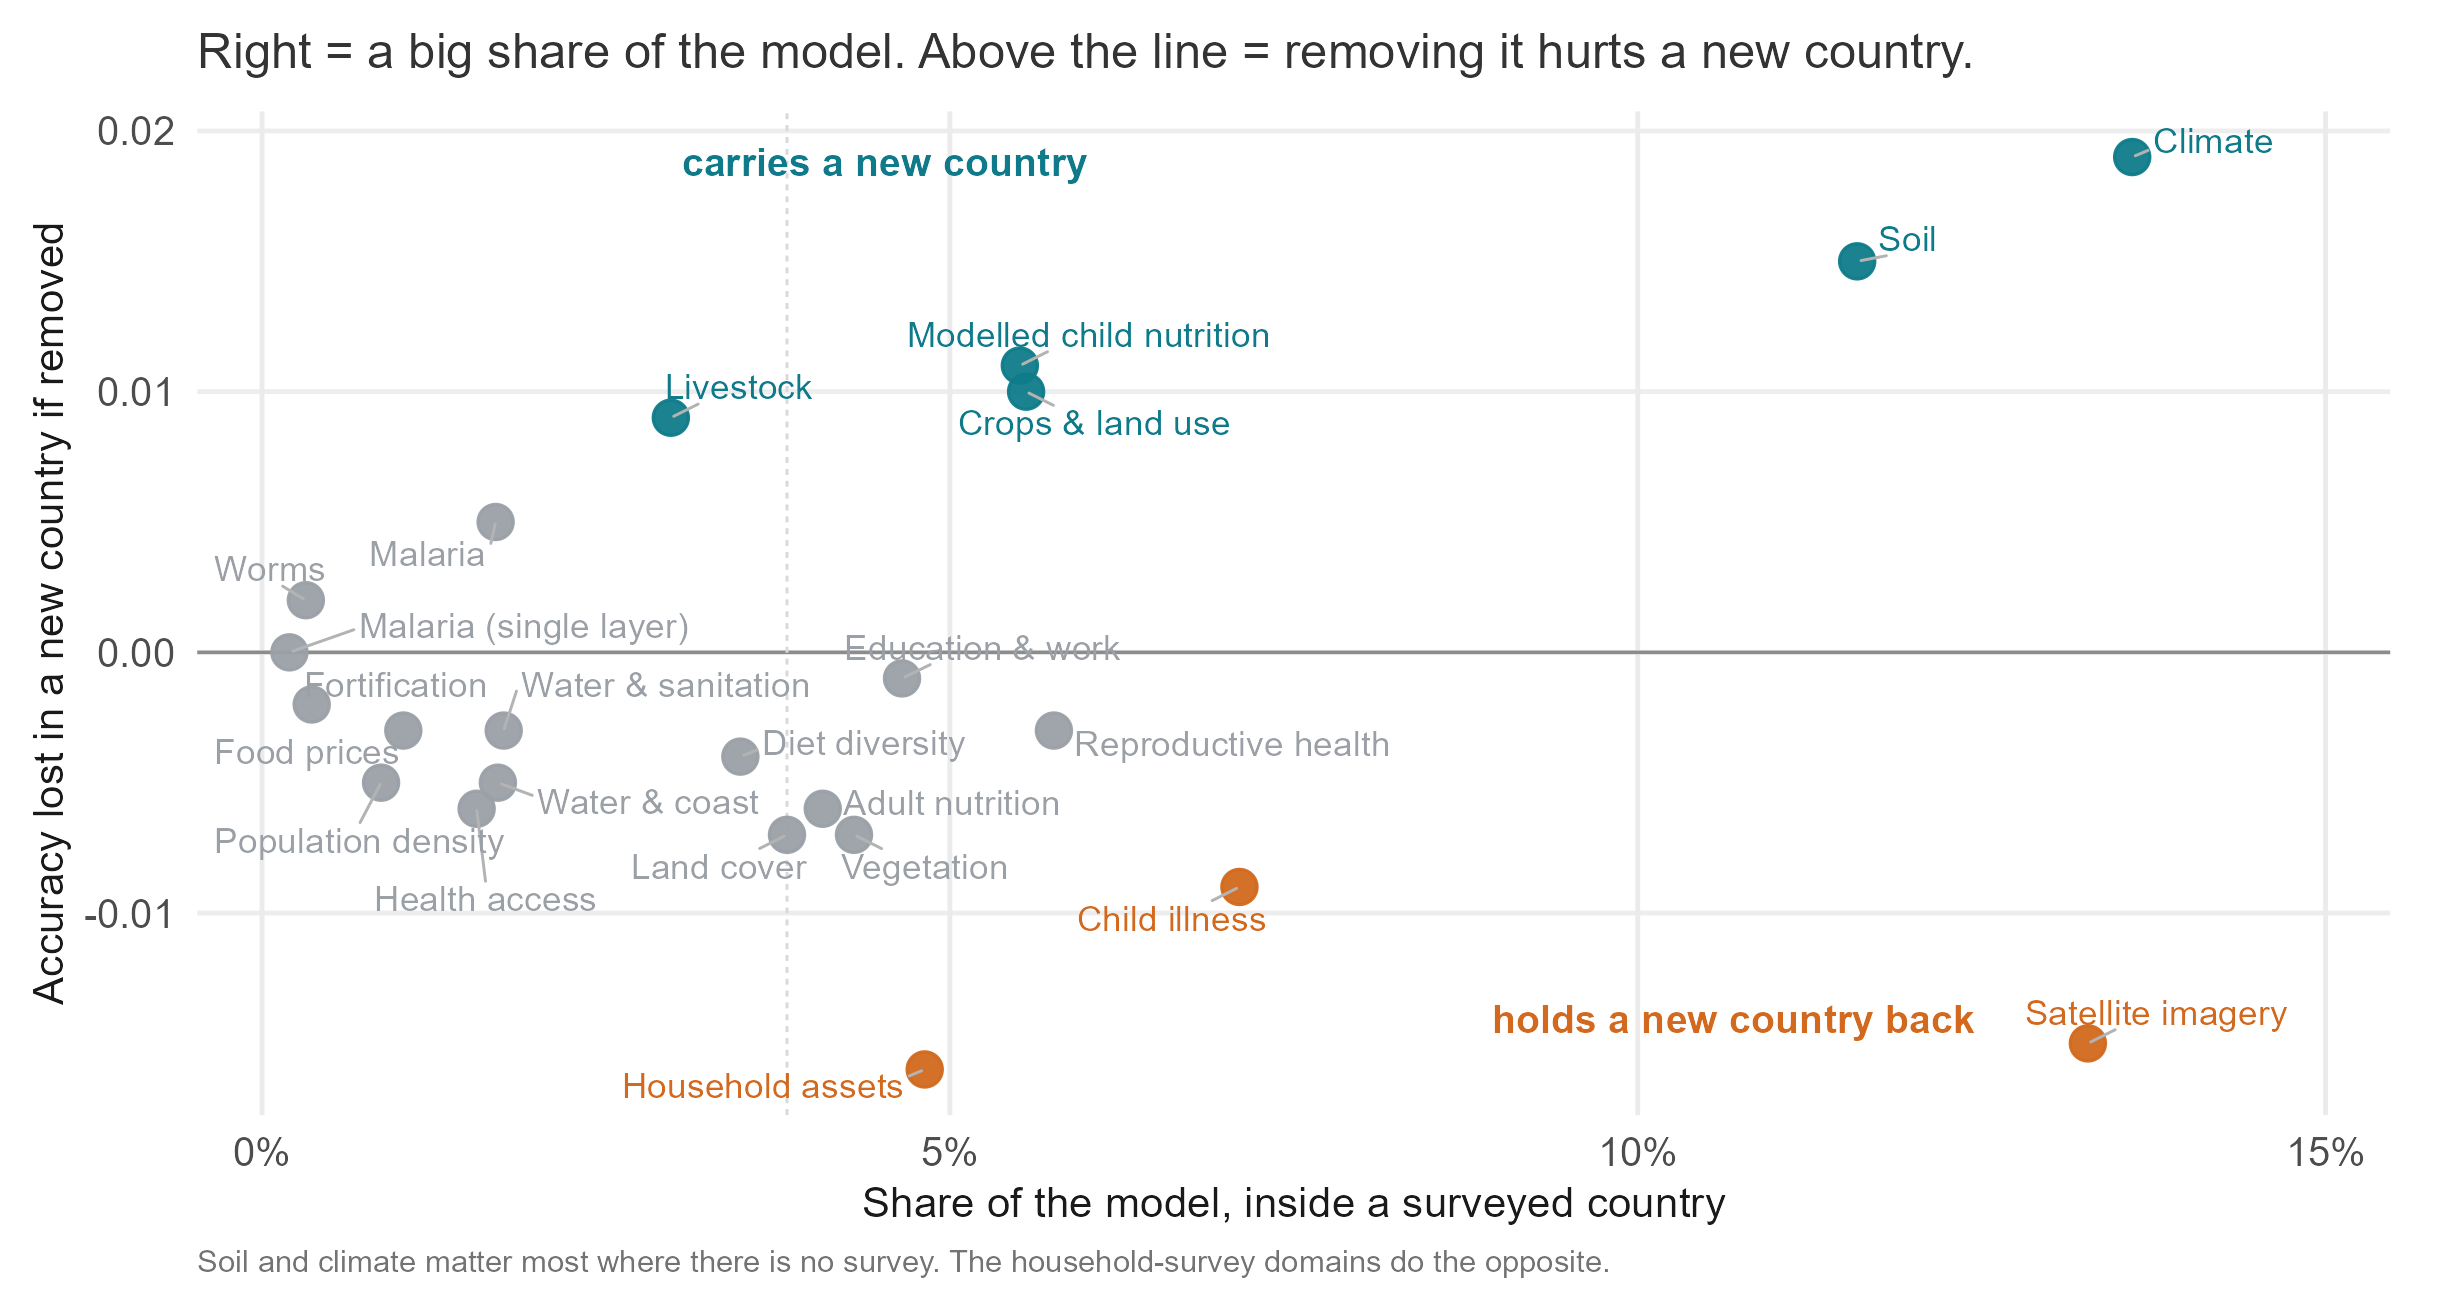 Right = a big share of the model. Above the line = removing it hurts a new country.
0.02
carries a new country
Climate
Soil
Modelled child nutrition
Livestock
0.01
Crops & land use
Malaria
Worms
Malaria (single layer)
Education & work
0.00
Fortification
Water & sanitation
Food prices
Diet diversity
Reproductive health
Water & coast
Adult nutrition
Population density
Land cover
Vegetation
Health access
-0.01
Child illness
holds a new country back
Satellite imagery
Household assets
0%
5%
10%
15%
Accuracy lost in a new country if removed
Share of the model, inside a surveyed country
Soil and climate matter most where there is no survey. The household-survey domains do the opposite.